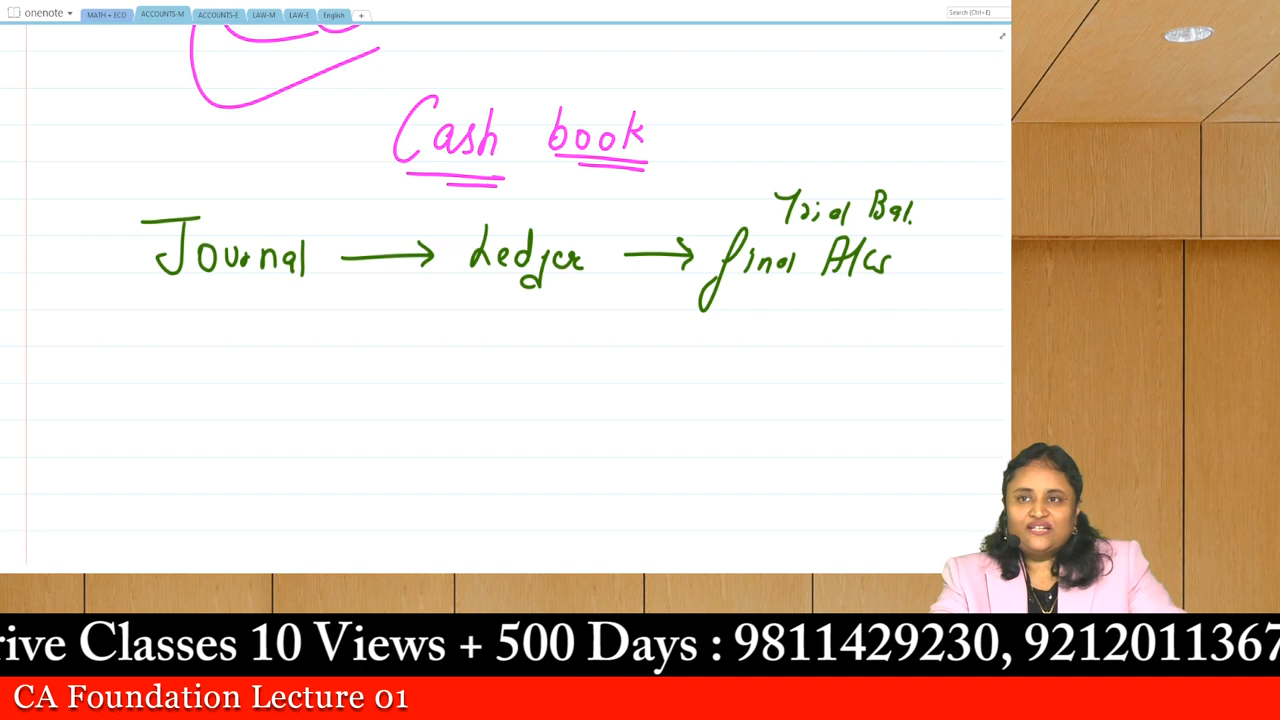 onenote
MATH + ECO
ACCOUNTS-M
ACCOUNTS-E
LAW-M
LAW-E
English
+
Search (Ctrl+E)
Cash book
Trial Bal.
Journal → Ledger → final A/cs
rive Classes 10 Views + 500 Days : 9811429230, 9212011367
CA Foundation Lecture 01